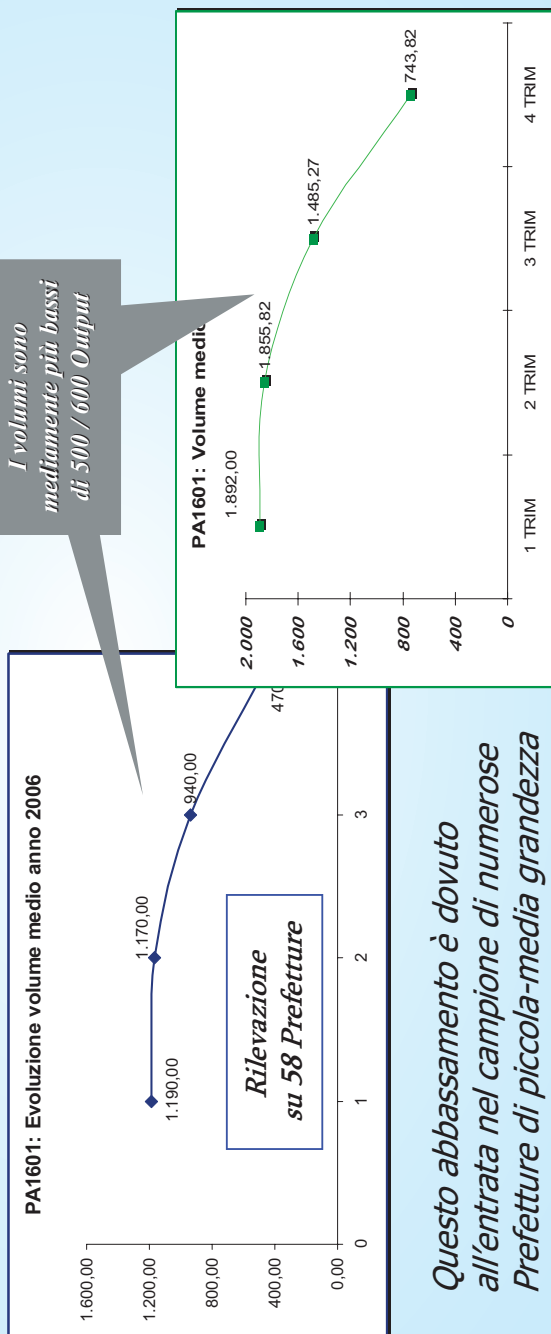 I volumi sono
mediamente più bassi
di 500 / 600 Output
PA1601: Evoluzione volume medio anno 2006
1.600,00
1.200,00
800,00
400,00
0,00
0
1
2
3
1.190,00
1.170,00
940,00
470
Rilevazione
su 58 Prefetture
PA1601: Volume medio
2.000
1.600
1.200
800
400
0
1.892,00
1.855,82
1.485,27
743,82
1 TRIM
2 TRIM
3 TRIM
4 TRIM
Questo abbassamento è dovuto
all'entrata nel campione di numerose
Prefetture di piccola-media grandezza